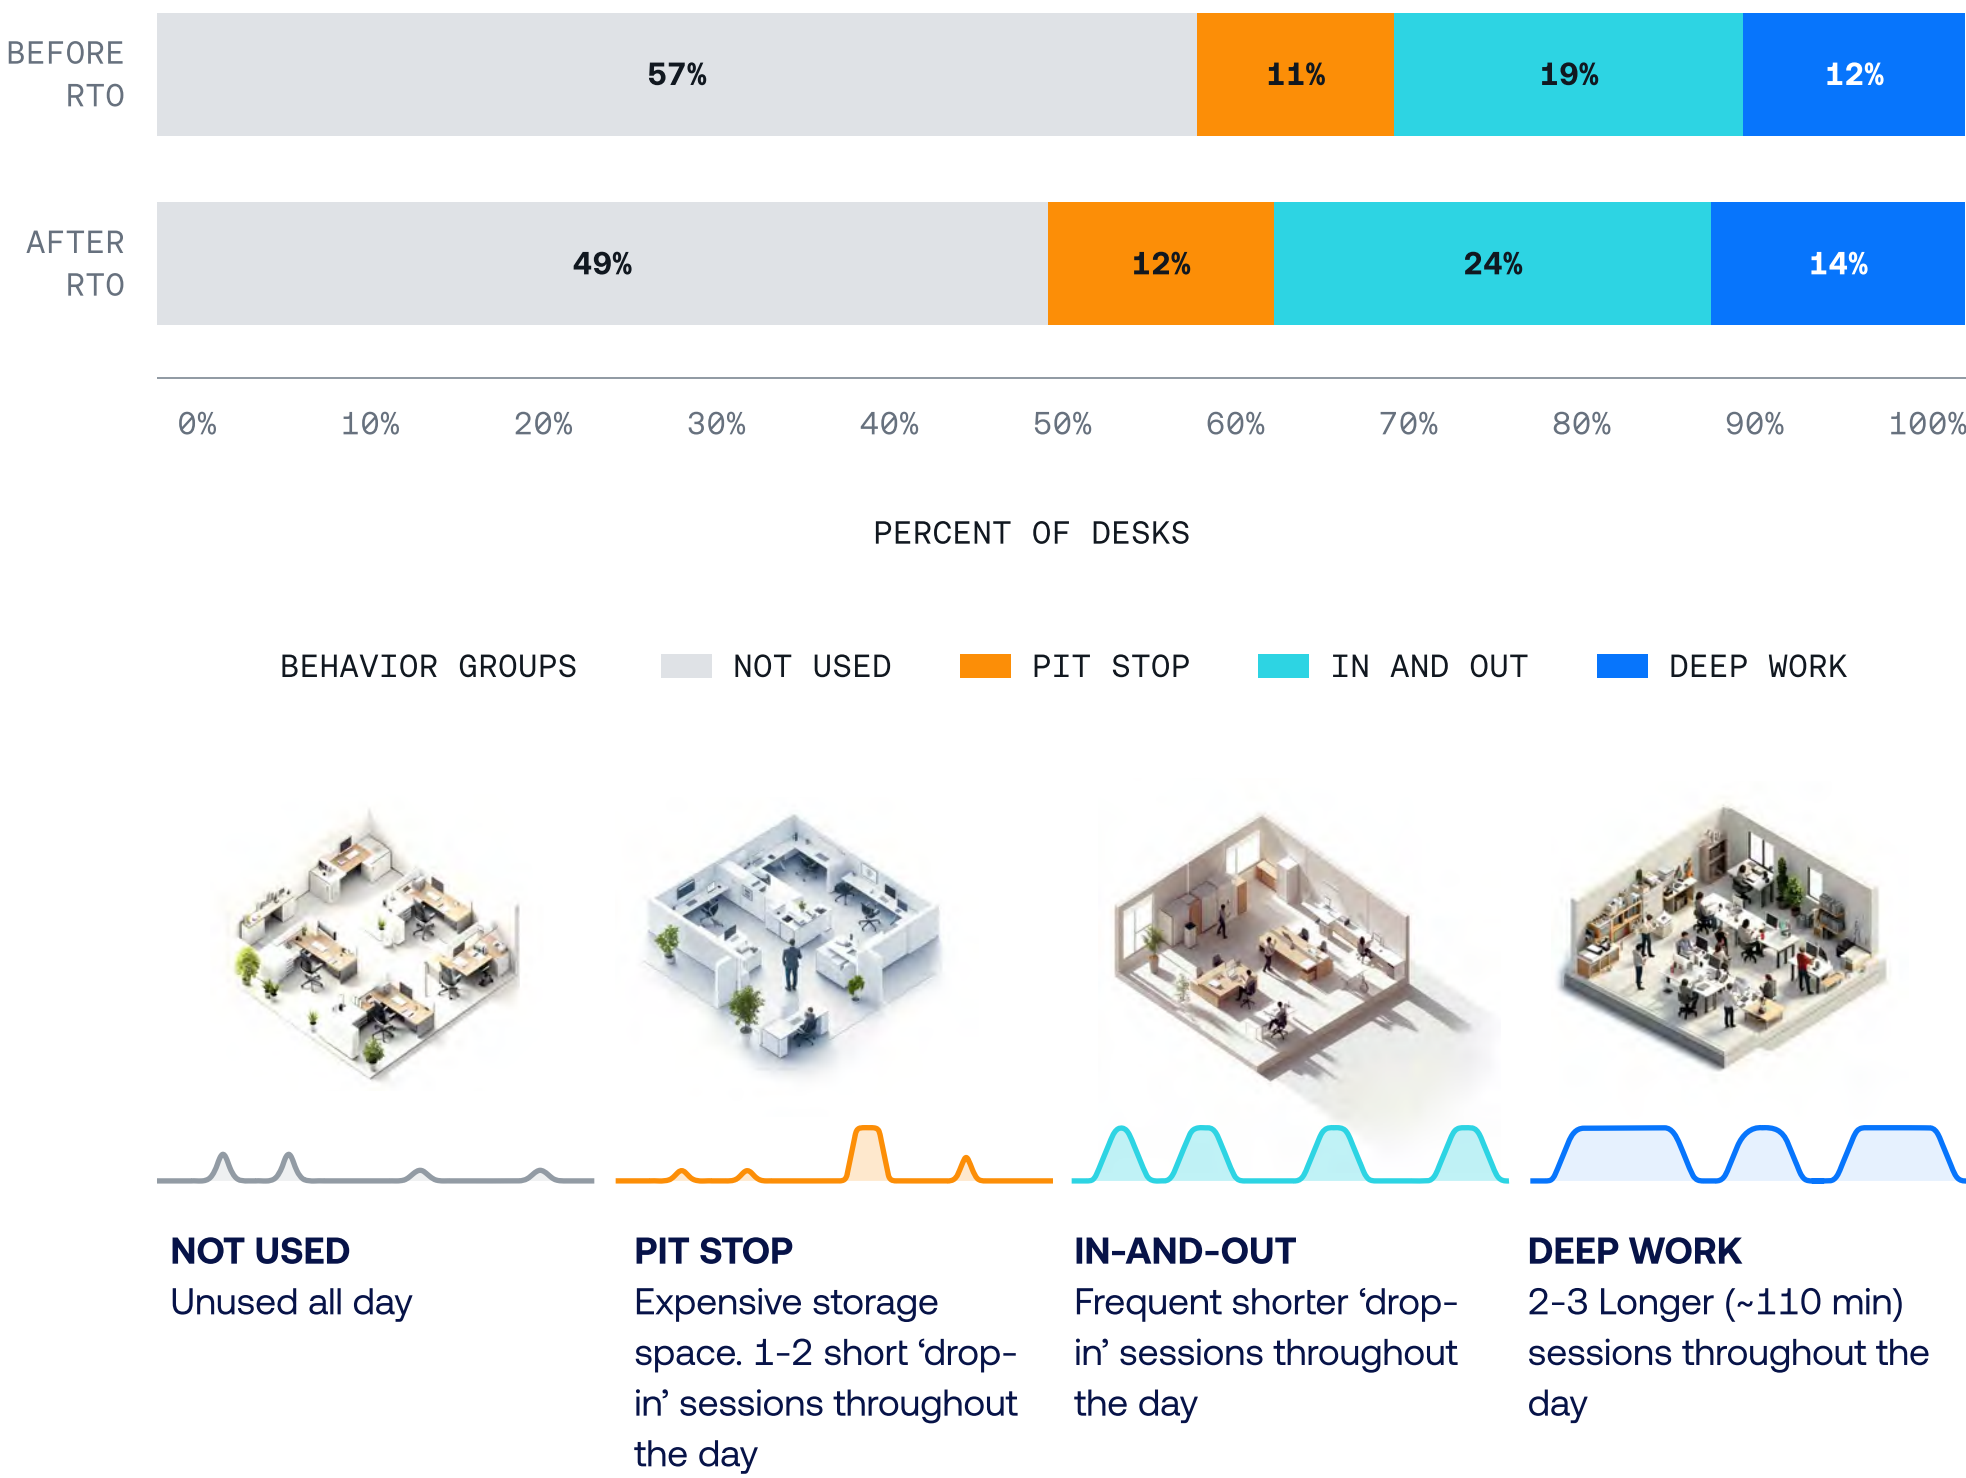 BEFORE
RTO
57%
11%
19%
12%
AFTER
RTO
49%
12%
24%
14%
0%
10%
20%
30%
40%
50%
60%
70%
80%
90%
100%
PERCENT OF DESKS
BEHAVIOR GROUPS
NOT USED
PIT STOP
IN AND OUT
DEEP WORK
NOT USED
Unused all day
PIT STOP
Expensive storage
space. 1-2 short ‘drop-
in’ sessions throughout
the day
IN-AND-OUT
Frequent shorter ‘drop-
in’ sessions throughout
the day
DEEP WORK
2-3 Longer (~110 min)
sessions throughout the
day